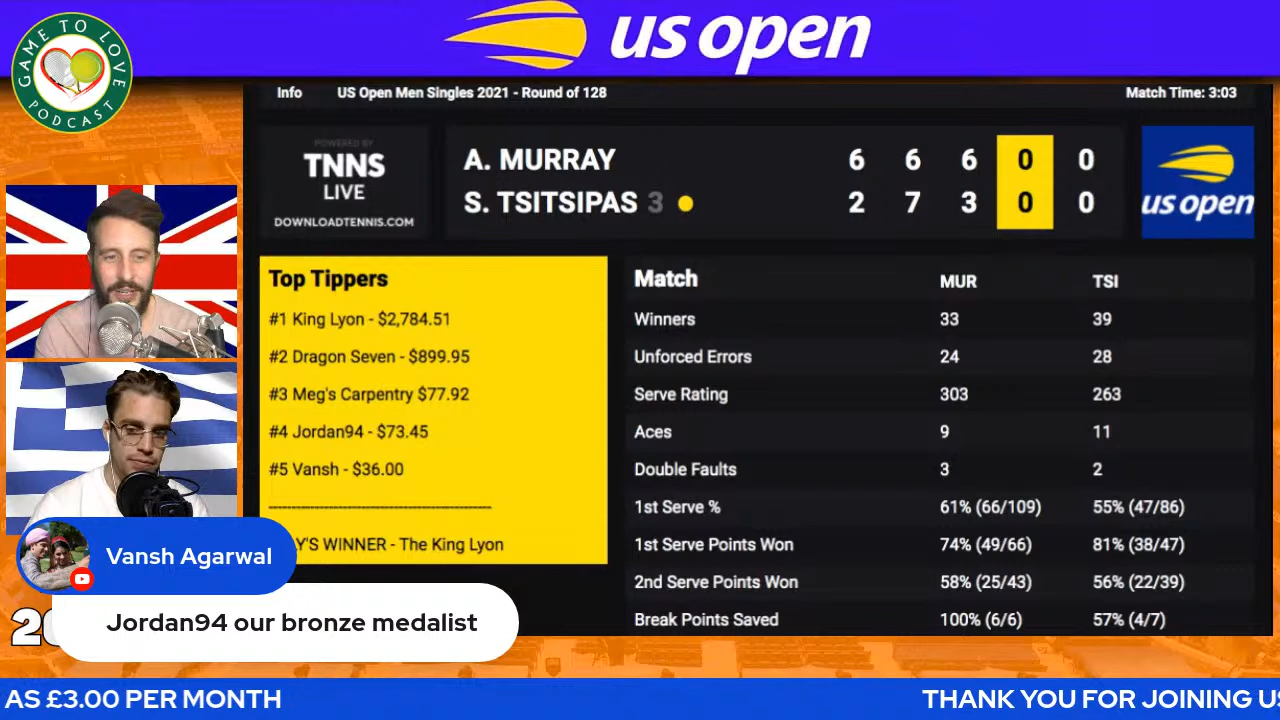 GAME TO LOVE
PODCAST
us open
Info US Open Men Singles 2021 - Round of 128 Match Time: 3:03
POWERED BY
TNNS
LIVE
DOWNLOADTENNIS.COM
A. MURRAY 6 6 6 0 0
S. TSITSIPAS 3 2 7 3 0 0
us open
Top Tippers
#1 King Lyon - $2,784.51
#2 Dragon Seven - $899.95
#3 Meg's Carpentry $77.92
#4 Jordan94 - $73.45
#5 Vansh - $36.00
Y'S WINNER - The King Lyon
Match MUR TSI
Winners 33 39
Unforced Errors 24 28
Serve Rating 303 263
Aces 9 11
Double Faults 3 2
1st Serve % 61% (66/109) 55% (47/86)
1st Serve Points Won 74% (49/66) 81% (38/47)
2nd Serve Points Won 58% (25/43) 56% (22/39)
Break Points Saved 100% (6/6) 57% (4/7)
Vansh Agarwal
Jordan94 our bronze medalist
AS £3.00 PER MONTH THANK YOU FOR JOINING US